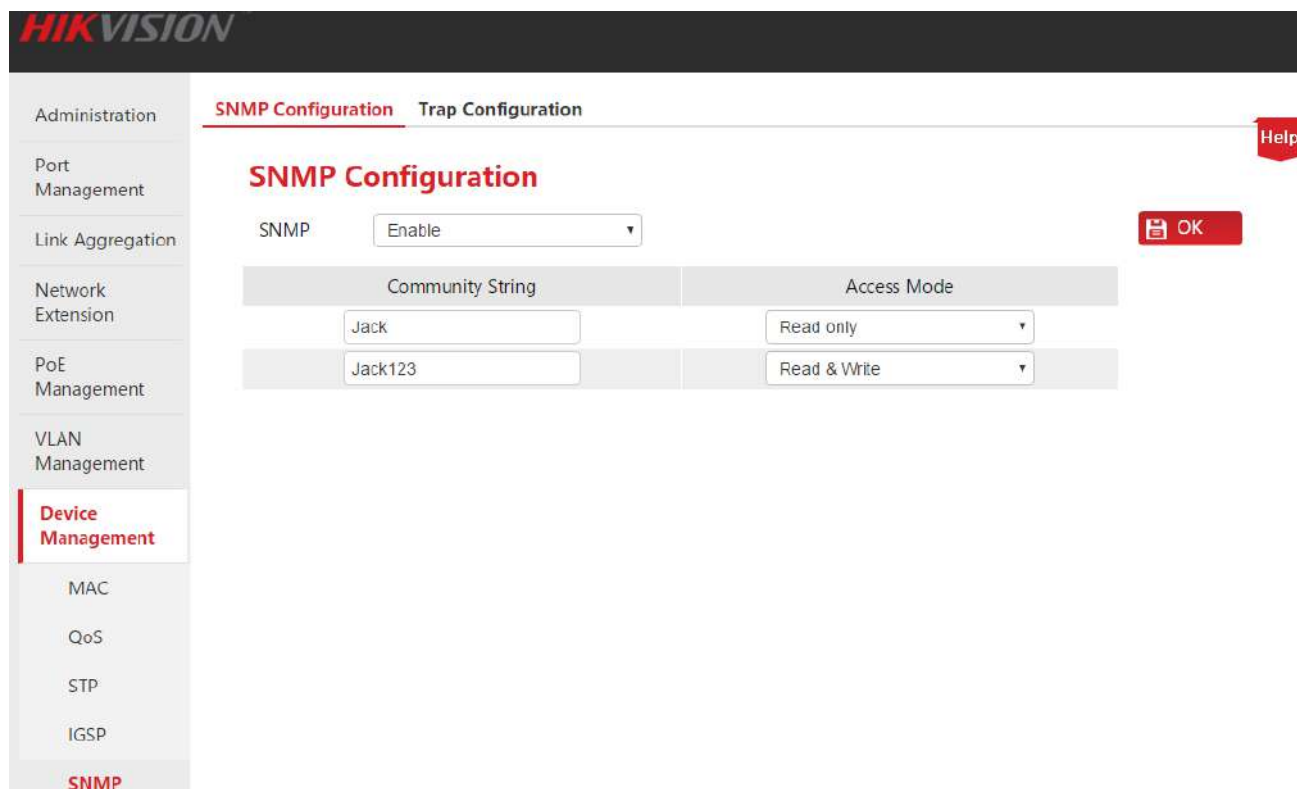 HIKVISION
Administration
Port
Management
Link Aggregation
Network
Extension
PoE
Management
VLAN
Management
Device
Management
MAC
QoS
STP
IGSP
SNMP
SNMP Configuration Trap Configuration
Help
SNMP Configuration
SNMP Enable OK
Community String Access Mode
Jack Read only
Jack123 Read & Write